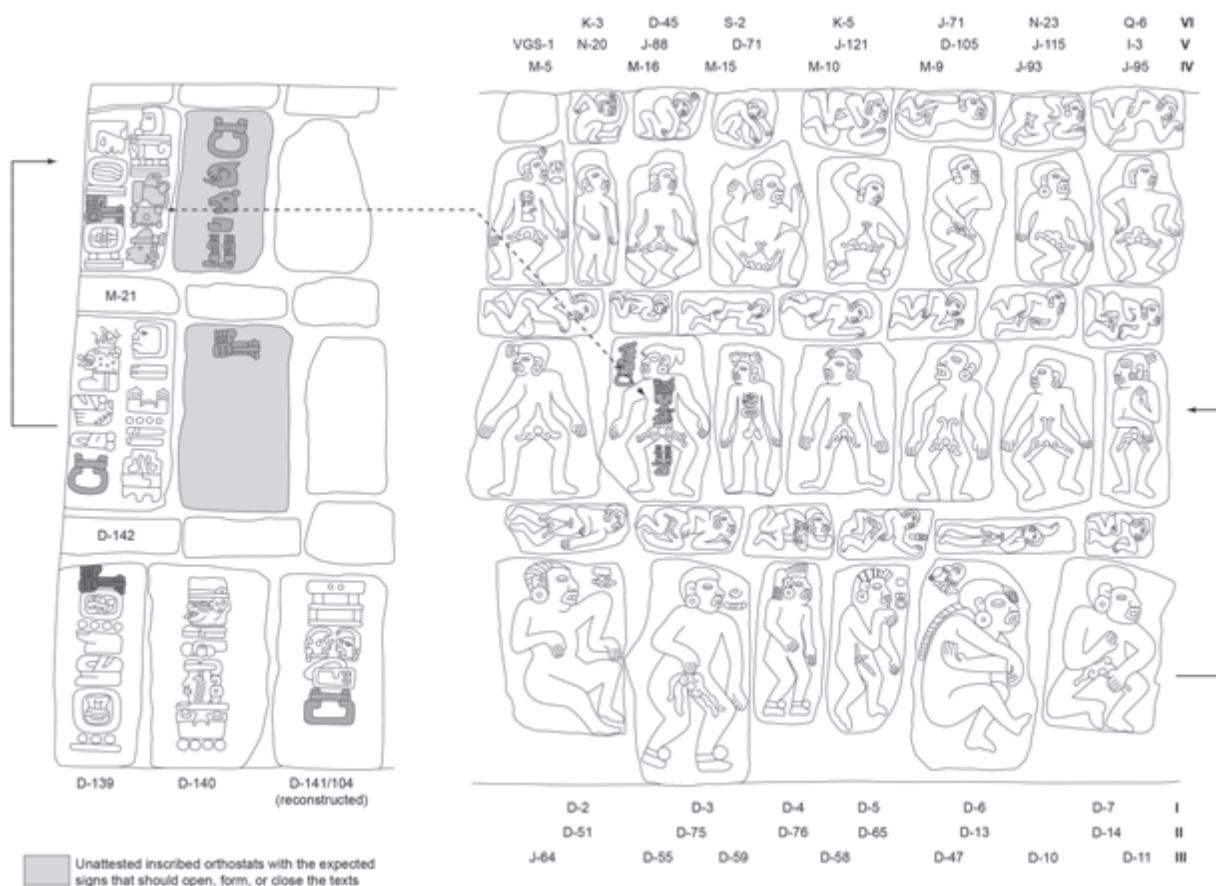 K-3 D-45 S-2 K-5 J-71 N-23 Q-6 VI
VGS-1 N-20 J-88 D-71 J-121 D-105 J-115 I-3 V
M-5 M-16 M-15 M-10 M-9 J-93 J-95 IV
M-21
D-142
D-139 D-140 D-141/104
(reconstructed)
D-2 D-3 D-4 D-5 D-6 D-7 I
D-51 D-75 D-76 D-65 D-13 D-14 II
J-64 D-55 D-59 D-58 D-47 D-10 D-11 III
Unattested inscribed orthostats with the expected
signs that should open, form, or close the texts